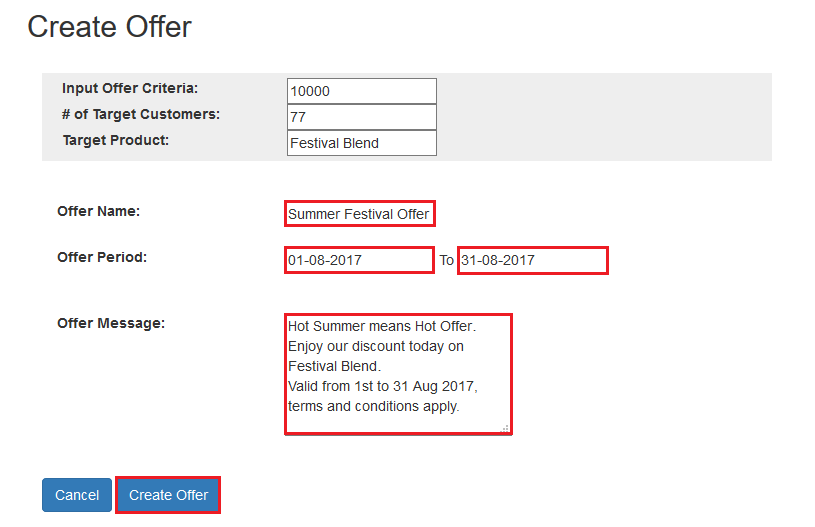 Create Offer
Input Offer Criteria: 10000
# of Target Customers: 77
Target Product: Festival Blend
Offer Name: Summer Festival Offer
Offer Period: 01-08-2017 To 31-08-2017
Offer Message: Hot Summer means Hot Offer.
Enjoy our discount today on
Festival Blend.
Valid from 1st to 31 Aug 2017,
terms and conditions apply.
Cancel Create Offer